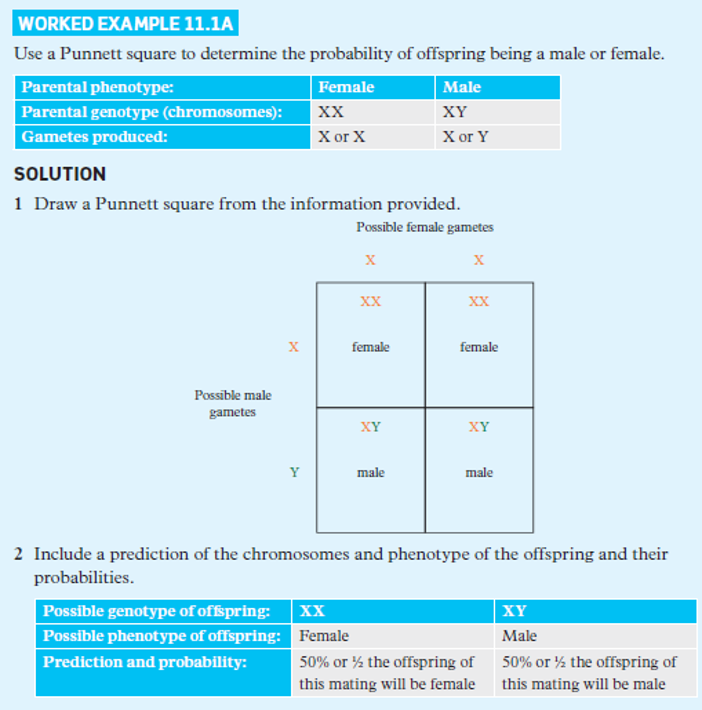 WORKED EXAMPLE 11.1A
Use a Punnett square to determine the probability of offspring being a male or female.
Parental phenotype: Female Male
Parental genotype (chromosomes): XX XY
Gametes produced: X or X X or Y
SOLUTION
1 Draw a Punnett square from the information provided.
Possible female gametes
X X
XX XX
X female female
Possible male
gametes
XY XY
Y male male
2 Include a prediction of the chromosomes and phenotype of the offspring and their
probabilities.
Possible genotype of offspring: XX XY
Possible phenotype of offspring: Female Male
Prediction and probability: 50% or ½ the offspring of 50% or ½ the offspring of
this mating will be female this mating will be male